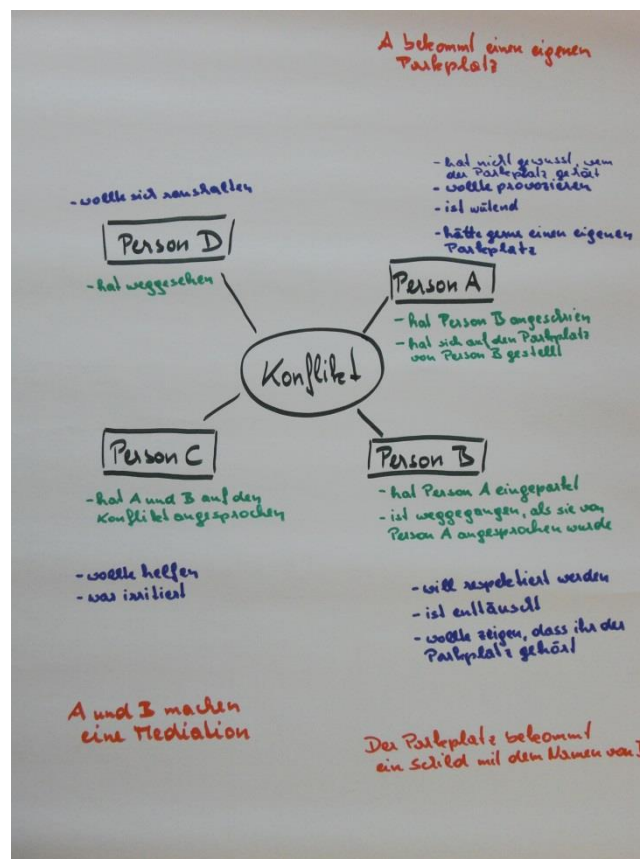 A bekommt einen eigenen
Parkplatz
- hat nicht gewusst, wem
der Parkplatz gehört
- wollte provozieren
- ist wütend
- hätte gerne einen eigenen
Parkplatz
- wollte sich raushalten
Person D
- hat weggesehen
Person A
- hat Person B angeschrien
- hat sich auf den Parkplatz
von Person B gestellt
Konflikt
Person C
- hat A und B auf den
Konflikt angesprochen
- wollte helfen
- war irritiert
Person B
- hat Person A eingeparkt
- ist weggegangen, als sie von
Person A angesprochen wurde
- will respektiert werden
- ist enttäuscht
- wollte zeigen, dass ihr der
Parkplatz gehört
A und B machen
eine Mediation
Der Parkplatz bekommt
ein Schild mit dem Namen von